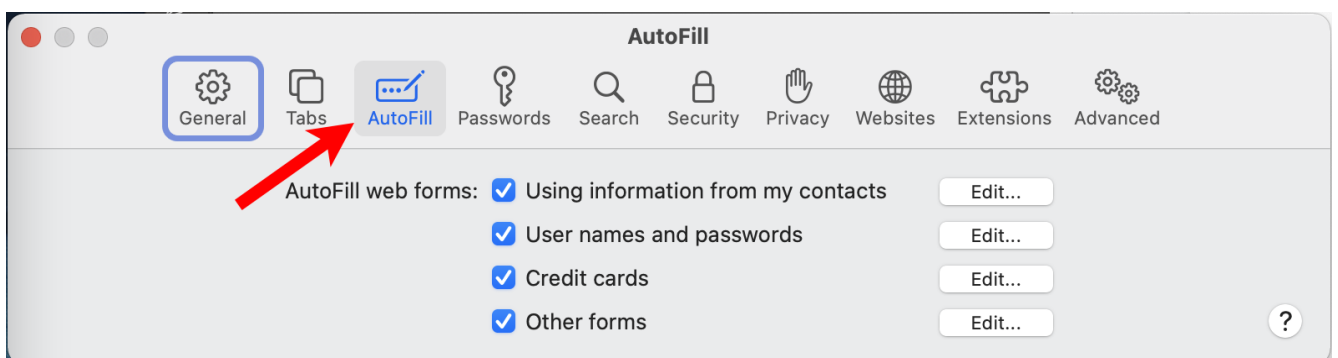 AutoFill
General Tabs AutoFill Passwords Search Security Privacy Websites Extensions Advanced
AutoFill web forms: Using information from my contacts Edit...
User names and passwords Edit...
Credit cards Edit...
Other forms Edit...
?